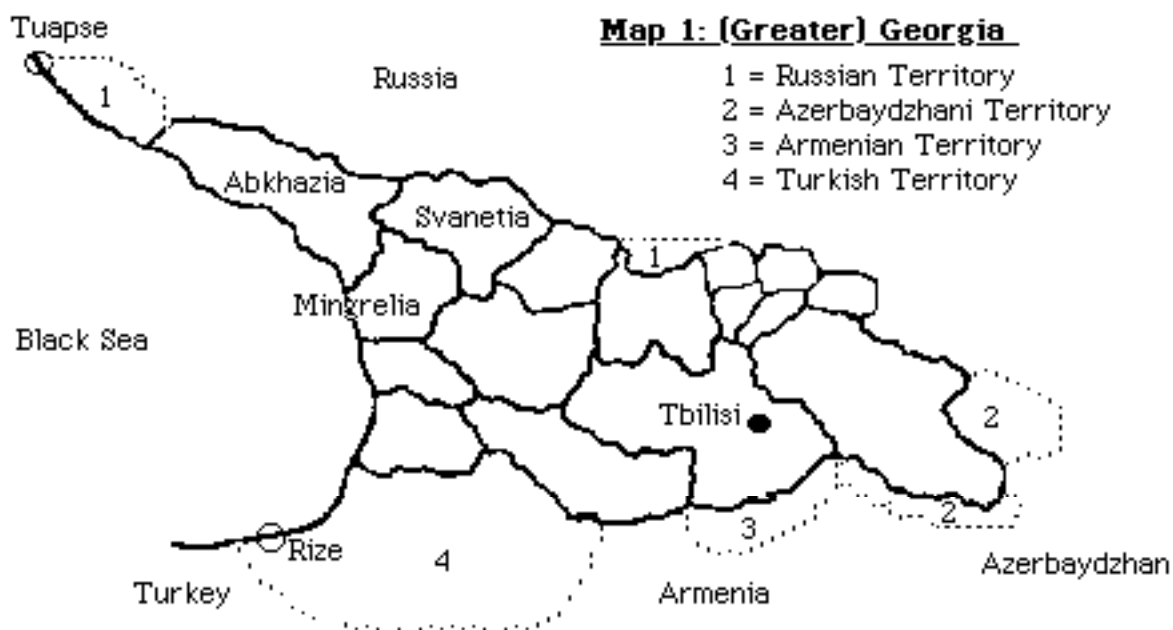 Tuapse
Map 1: (Greater) Georgia
Russia
1 = Russian Territory
2 = Azerbaydzhani Territory
3 = Armenian Territory
4 = Turkish Territory
1
Abkhazia
Svanetia
1
Mingrelia
Black Sea
Tbilisi
2
2
3
Rize
4
Azerbaydzhan
Turkey
Armenia